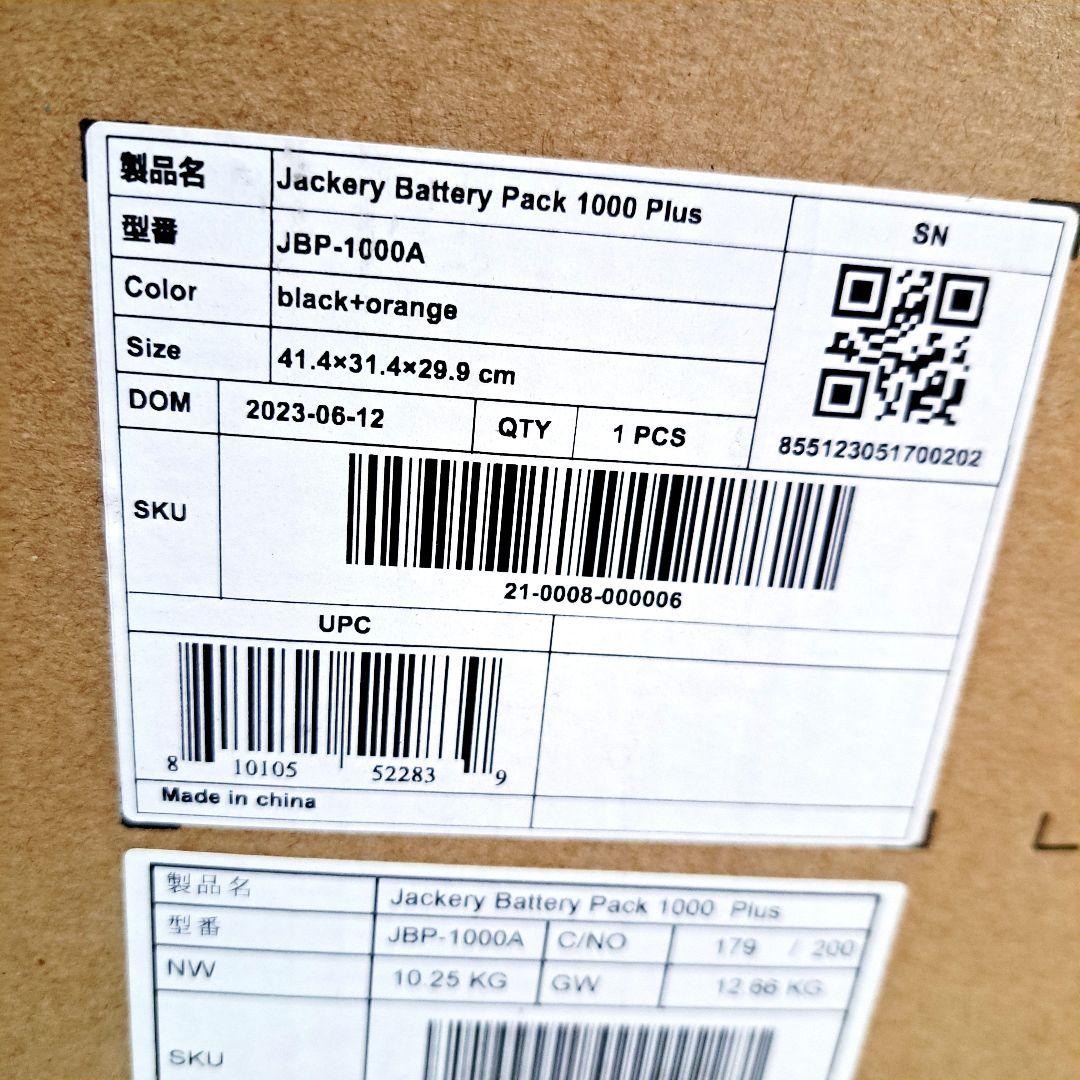 製品名 Jackery Battery Pack 1000 Plus
SN
型番 JBP-1000A
Color black+orange
Size 41.4×31.4×29.9 cm
DOM 2023-06-12 QTY 1 PCS
855123051700202
SKU
21-0008-000006
UPC
8 10105 52283 9
Made in china
製品名 Jackery Battery Pack 1000 Plus
型番 JBP-1000A C/NO 179 / 200
NW 10.25 KG GW 12.66 KG
SKU